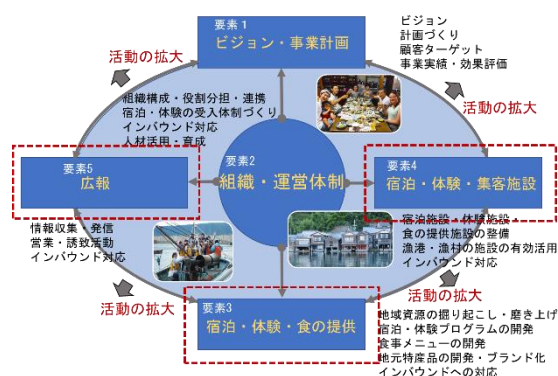 要素1
ビジョン・事業計画
ビジョン
計画づくり
顧客ターゲット
事業実績・効果評価
活動の拡大
活動の拡大
組織構成・役割分担・連携
宿泊・体験の受入体制づくり
インバウンド対応
人材活用・育成
要素2
組織・運営体制
要素5
広報
要素4
宿泊・体験・集客施設
情報収集・発信
営業・誘致活動
インバウンド対応
宿泊施設・体験施設
食の提供施設の整備
漁港・漁村の施設の有効活用
インバウンド対応
活動の拡大
活動の拡大
要素3
宿泊・体験・食の提供
地域資源の掘り起こし・磨き上げ
宿泊・体験プログラムの開発
食事メニューの開発
地元特産品の開発・ブランド化
インバウンドへの対応